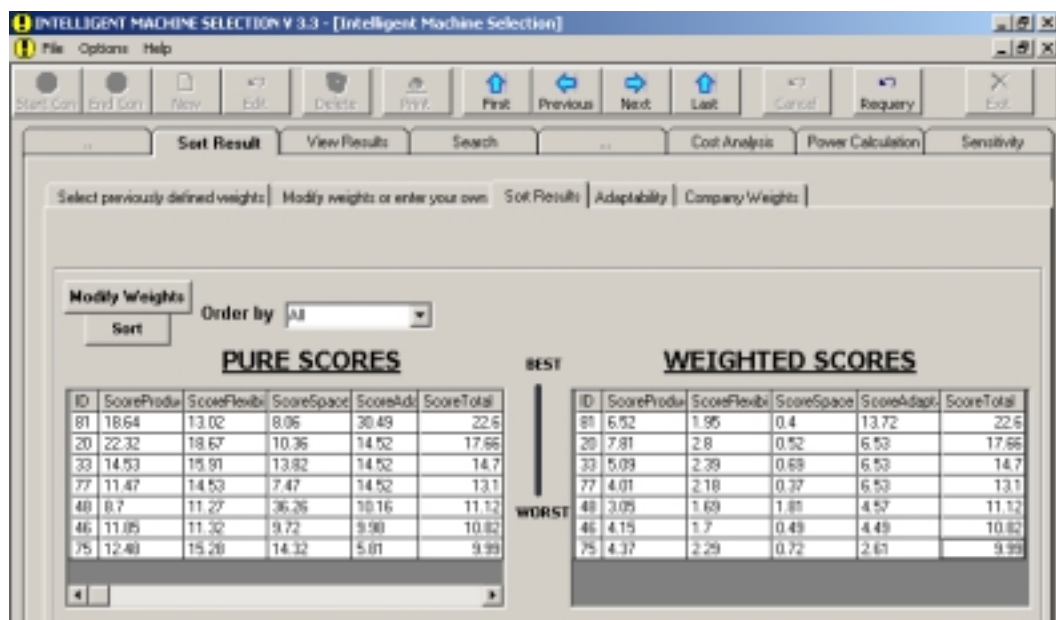 INTELLIGENT MACHINE SELECTION V 3.3 - [Intelligent Machine Selection]
File Options Help
Start Con End Con New Edit Delete Print First Previous Next Last Cancel Requery Exit
.. Sort Result View Results Search ... Cost Analysis Power Calculation Sensitivity
Select previously defined weights Modify weights or enter your own Sort Results Adaptability Company Weights
Modify Weights
Sort
Order by All
PURE SCORES BEST WEIGHTED SCORES
ID ScoreProdu ScoreFlexibi ScoreSpace ScoreAda ScoreTotal ID ScoreProdu ScoreFlexibi ScoreSpace ScoreAdapt ScoreTotal
81 18.64 13.02 8.06 30.49 22.6 81 6.52 1.95 0.4 13.72 22.6
20 22.32 18.67 10.36 14.52 17.66 20 7.81 2.8 0.52 6.53 17.66
33 14.53 15.91 13.82 14.52 14.7 33 5.09 2.39 0.69 6.53 14.7
77 11.47 14.53 7.47 14.52 13.1 77 4.01 2.18 0.37 6.53 13.1
48 8.7 11.27 36.26 10.16 11.12 WORST 48 3.05 1.69 1.81 4.57 11.12
46 11.85 11.32 9.72 9.98 10.82 46 4.15 1.7 0.49 4.49 10.82
75 12.48 15.28 14.32 5.81 9.99 75 4.37 2.29 0.72 2.61 9.99